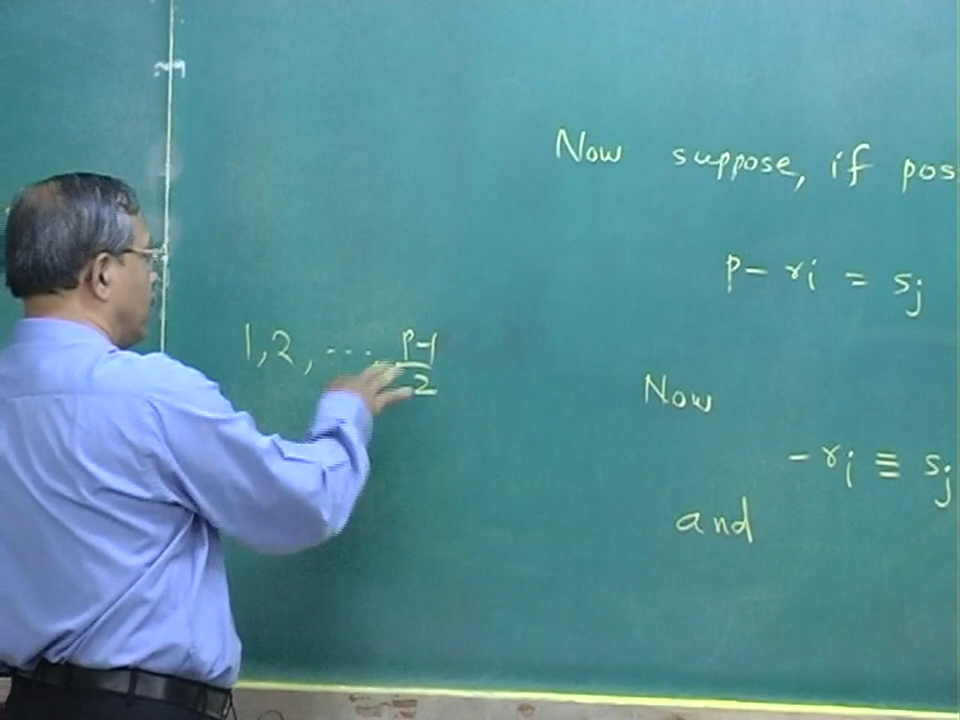 Now suppose, if pos
p - ri = sj
1, 2, ... p-1/2
Now
- ri ≡ sj
and